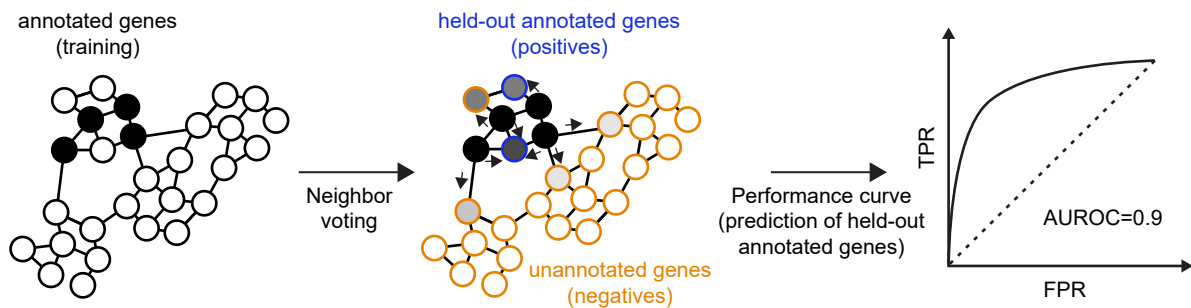 annotated genes
(training)
Neighbor
voting
held-out annotated genes
(positives)
unannotated genes
(negatives)
Performance curve
(prediction of held-out
annotated genes)
TPR
AUROC=0.9
FPR